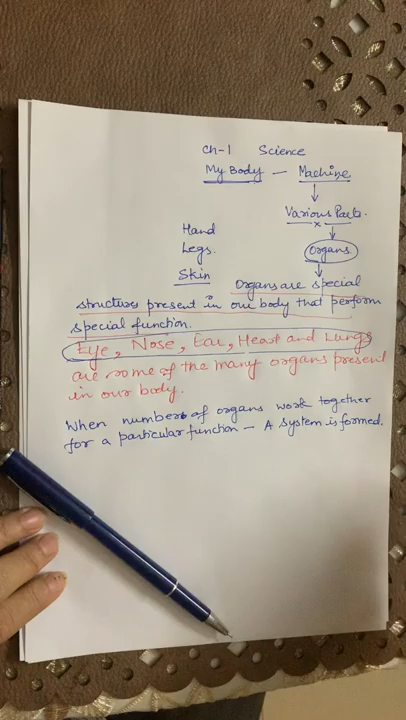 Ch-1 Science
My Body — Machine
Various Parts.
Hand
Legs.
Organs
Skin
Organs are special
structures present in our body that perform
special function.
Eye, Nose, Ear, Heart and Lungs
are some of the many organs present
in our body.
When numbers of organs work together
for a particular function — A system is formed.